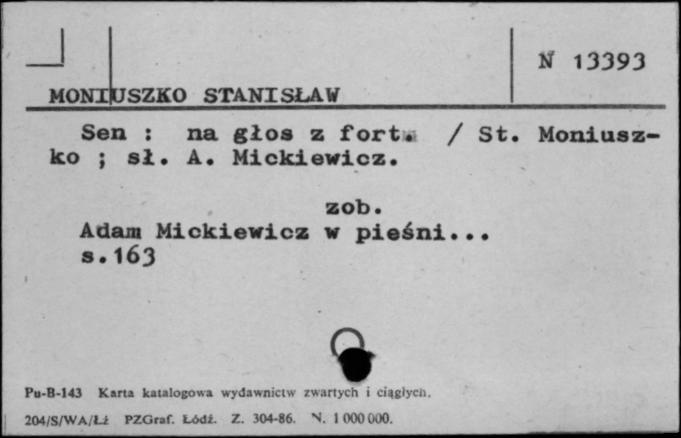 N 13393
MONIUSZKO STANISŁAW
Sen : na głos z fort. / St. Moniusz-
ko ; sł. A. Mickiewicz.
zob.
Adam Mickiewicz w pieśni...
s.163
Pu-B-143 Karta katalogowa wydawnictw zwartych i ciągłych.
204/S/WA/Łź PZGraf. Łódź. Z. 304-86. N. 1 000 000.